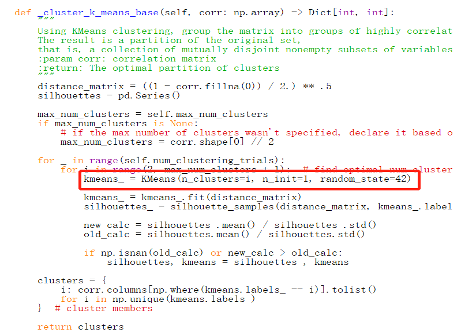 def _cluster_k_means_base(self, corr: np.array) -> Dict[int, int]:
"""
Using KMeans clustering, group the matrix into groups of highly correlat
The result is a partition of the original set,
that is, a collection of mutually disjoint nonempty subsets of variables
:param corr: correlation matrix
:return: The optimal partition of clusters
"""
distance_matrix = ((1 - corr.fillna(0)) / 2.) ** .5
silhouettes = pd.Series()
max_num_clusters = self.max_num_clusters
if max_num_clusters is None:
# if the max number of clusters wasn't specified, declare it based o
max_num_clusters = corr.shape[0] // 2
for _ in range(self.num_clustering_trials):
for i in range(2, max_num_clusters + 1): # find optimal num cluster
kmeans_ = KMeans(n_clusters=i, n_init=1, random_state=42)
kmeans_ = kmeans_.fit(distance_matrix)
silhouettes_ = silhouette_samples(distance_matrix, kmeans_.label
new_calc = silhouettes_.mean() / silhouettes_.std()
old_calc = silhouettes.mean() / silhouettes.std()
if np.isnan(old_calc) or new_calc > old_calc:
silhouettes, kmeans = silhouettes_, kmeans_
clusters = {
i: corr.columns[np.where(kmeans.labels_ == i)].tolist()
for i in np.unique(kmeans.labels_)
} # cluster members
return clusters